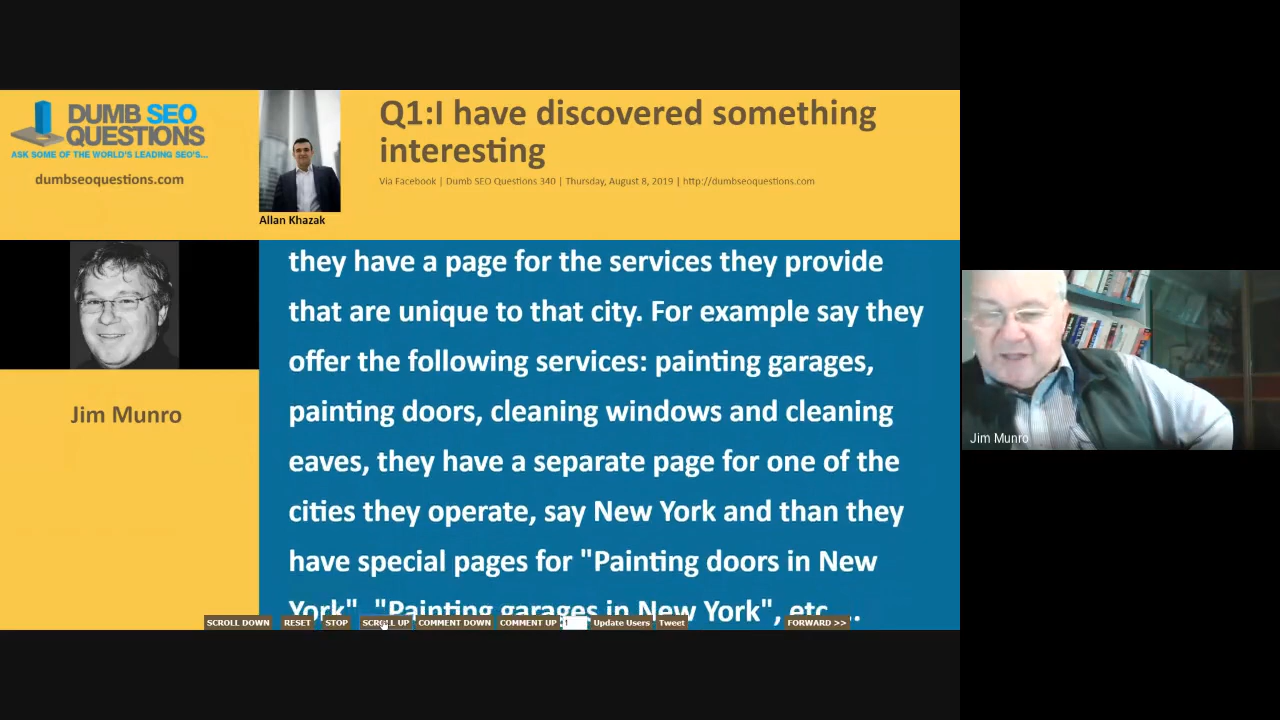 DUMB SEO
QUESTIONS
ASK SOME OF THE WORLD'S LEADING SEO'S...
dumbseoquestions.com
Allan Khazak
Q1:I have discovered something
interesting
Via Facebook | Dumb SEO Questions 340 | Thursday, August 8, 2019 | http://dumbseoquestions.com
Jim Munro
they have a page for the services they provide
that are unique to that city. For example say they
offer the following services: painting garages,
painting doors, cleaning windows and cleaning
eaves, they have a separate page for one of the
cities they operate, say New York and than they
have special pages for "Painting doors in New
York", "Painting garages in New York", etc...
SCROLL DOWN RESET STOP SCROLL UP COMMENT DOWN COMMENT UP 1 Update Users Tweet FORWARD >>
Jim Munro